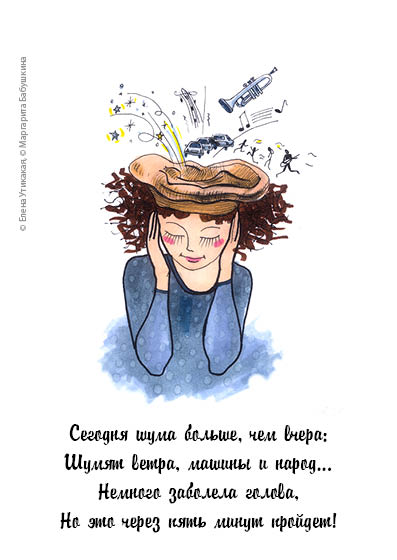 © Елена Утикакая, © Маргарита Бабушкина
Сегодня шума больше, чем вчера:
Шумят ветра, машины и народ...
Немного заболела голова,
Но это через пять минут пройдет!